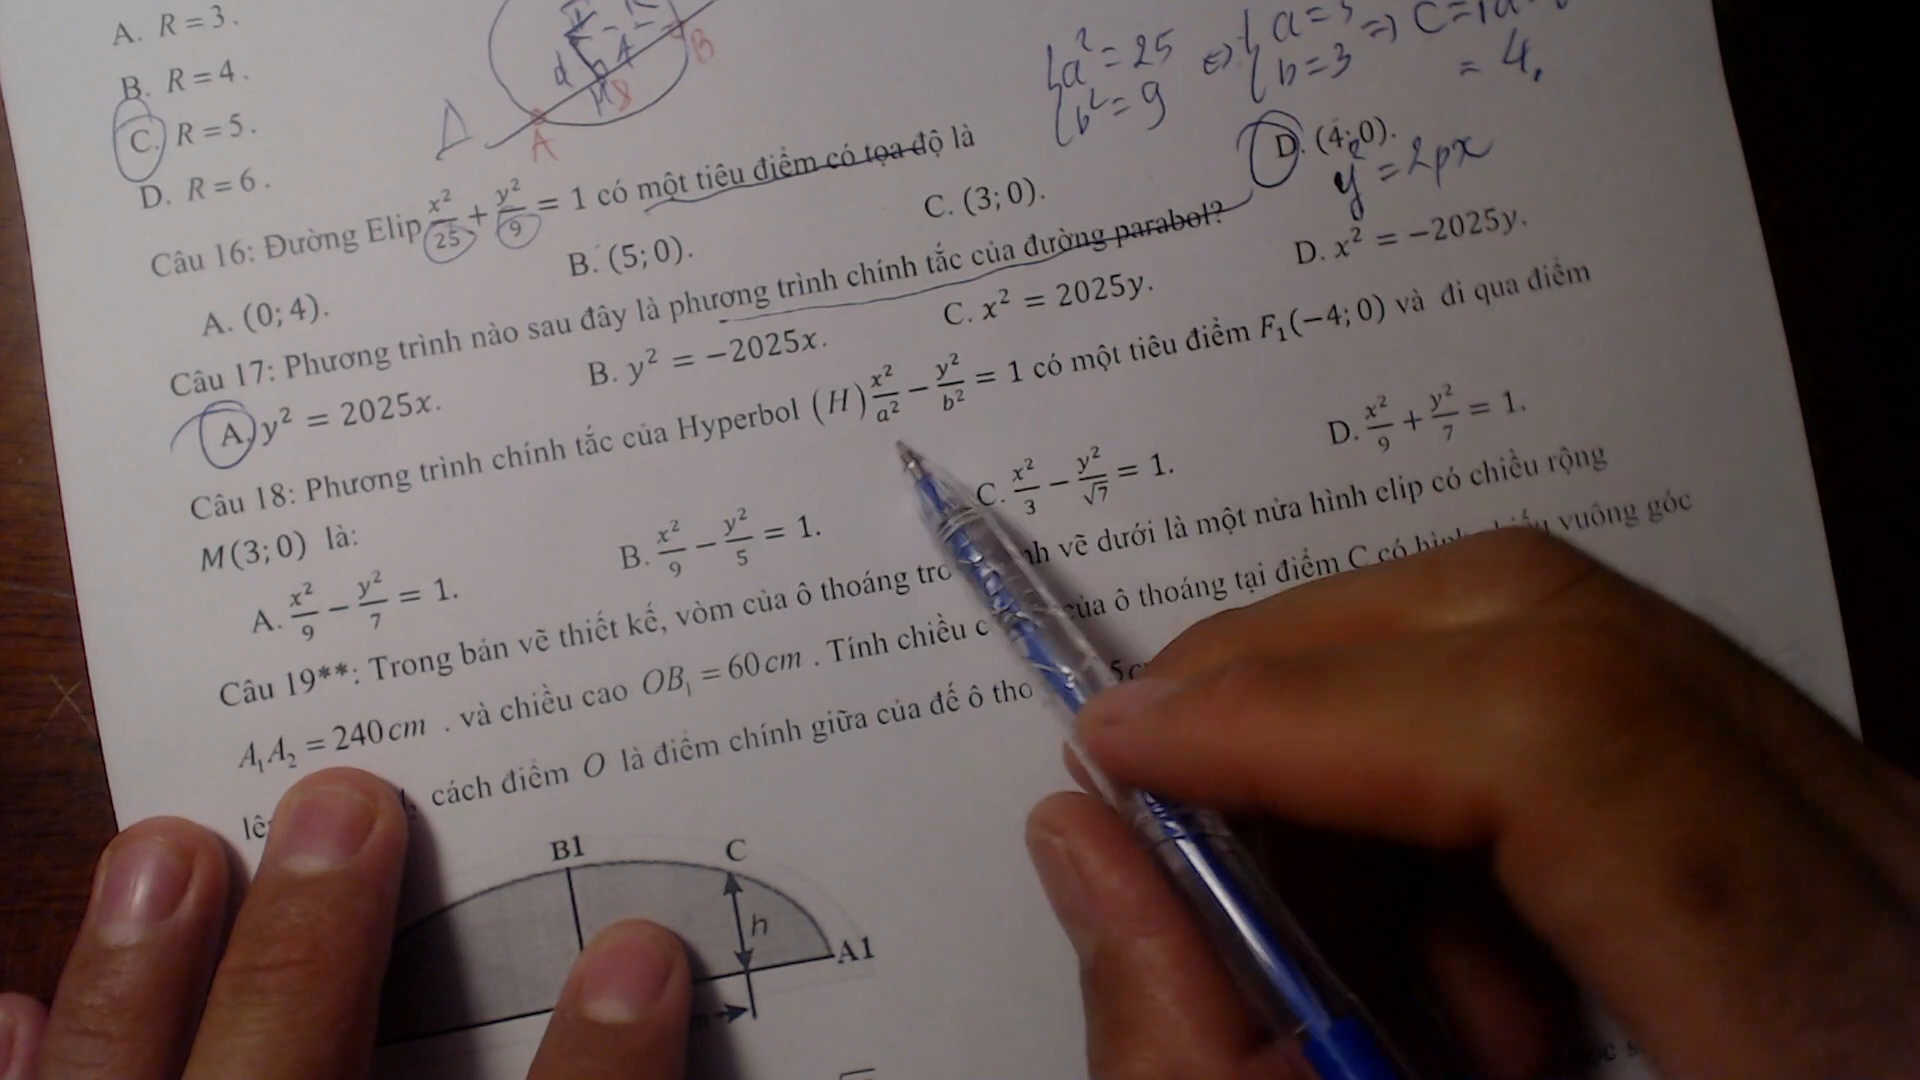 A. R = 3.
B. R = 4.
C. R = 5.
D. R = 6.
d
A
B
Δ
A
{a² = 25
{b² = 9
⇔ {a =
{b = 3
⇒ C =
= 4.
Câu 16: Đường Elip x²/25 + y²/9 = 1 có một tiêu điểm có tọa độ là
A. (0; 4).
B. (5; 0).
C. (3; 0).
D. (4; 0).
y² = 2px
Câu 17: Phương trình nào sau đây là phương trình chính tắc của đường parabol?
A. y² = 2025x.
B. y² = −2025x.
C. x² = 2025y.
D. x² = −2025y.
Câu 18: Phương trình chính tắc của Hyperbol (H) x²/a² − y²/b² = 1 có một tiêu điểm F₁(−4; 0) và đi qua điểm
M(3; 0) là:
A. x²/9 − y²/7 = 1.
B. x²/9 − y²/5 = 1.
C. x²/3 − y²/√7 = 1.
D. x²/9 + y²/7 = 1.
Câu 19**: Trong bản vẽ thiết kế, vòm của ô thoáng vẽ dưới là một nửa hình elip có chiều rộng
A₁A₂ = 240cm . và chiều cao OB₁ = 60cm . Tính chiều của ô thoáng tại điểm C có vuông góc
cách điểm O là điểm chính giữa của đế ô
B1
C
h
A1